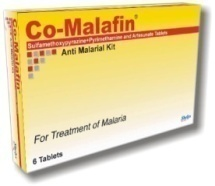 Co-Malafin®
Sulfamethoxypyrazine+Pyrimethamine and Artesunate Tablets
Anti Malarial Kit
For Treatment of Malaria
6 Tablets